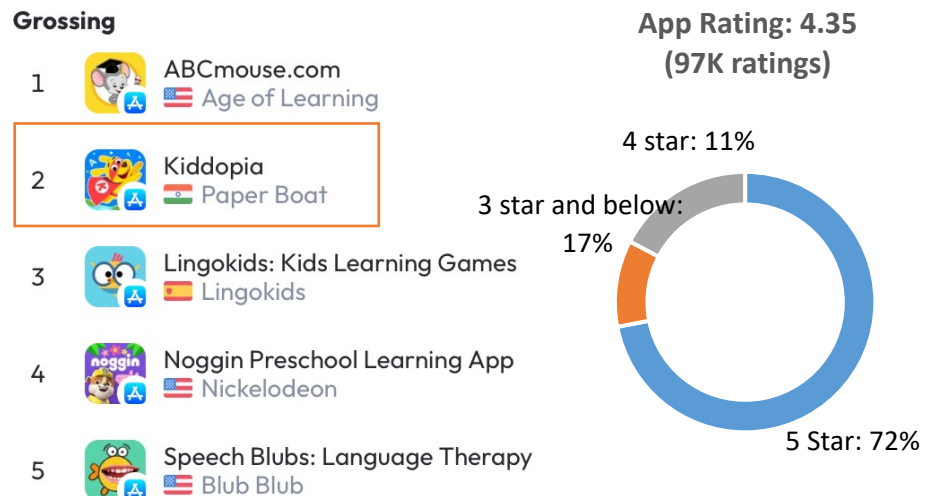 Grossing
1
ABCmouse.com
Age of Learning
2
Kiddopia
Paper Boat
3
Lingokids: Kids Learning Games
Lingokids
4
noggin
Noggin Preschool Learning App
Nickelodeon
5
Speech Blubs: Language Therapy
Blub Blub
App Rating: 4.35
(97K ratings)
4 star: 11%
3 star and below:
17%
5 Star: 72%